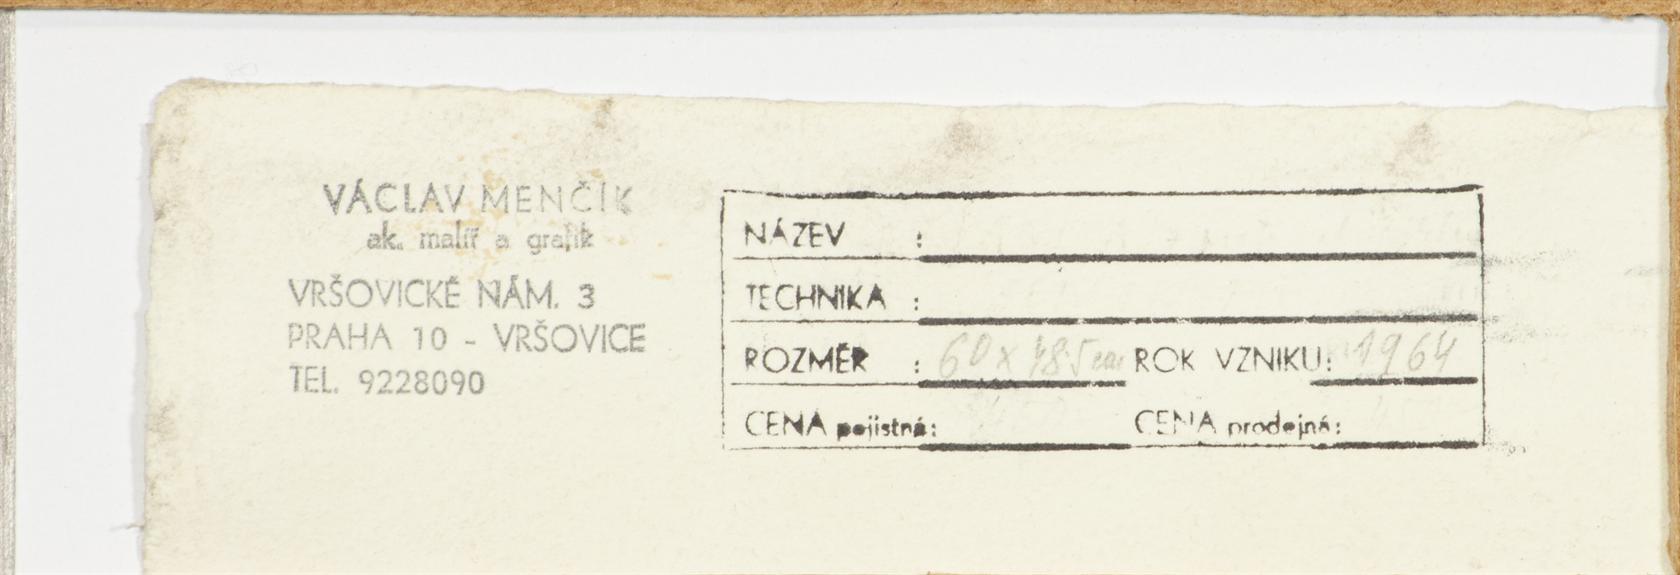 VÁCLAV MENČÍK
ak. malíř a grafik
VRŠOVICKÉ NÁM. 3
PRAHA 10 - VRŠOVICE
TEL. 9228090
NÁZEV :
TECHNIKA :
ROZMĚR : 60 x 48.5 cm ROK VZNIKU: 1964
CENA pojistná: CENA prodejná: